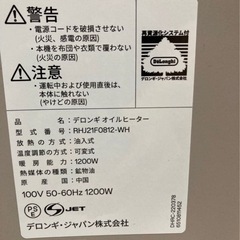 警告
・電源コードを破損させない
(火災、感電の原因)
・本機を布団や衣類で覆わない
(火災の原因)
注意
・運転中および使用後は
本体にふれない
(やけどの原因)
再資源化システム付
DeLonghi
デロンギ・ジャパン株式会社
品名：デロンギ オイルヒーター
型式(番号)：RHJ21F0812-WH
放熱の方式：油入式
温度調節の方式：可変式
暖房能力：1200W
熱媒体の種類：鉱物油
原産国：中国
100V 50-60Hz 1200W
PS
E
JET
デロンギ・ジャパン株式会社